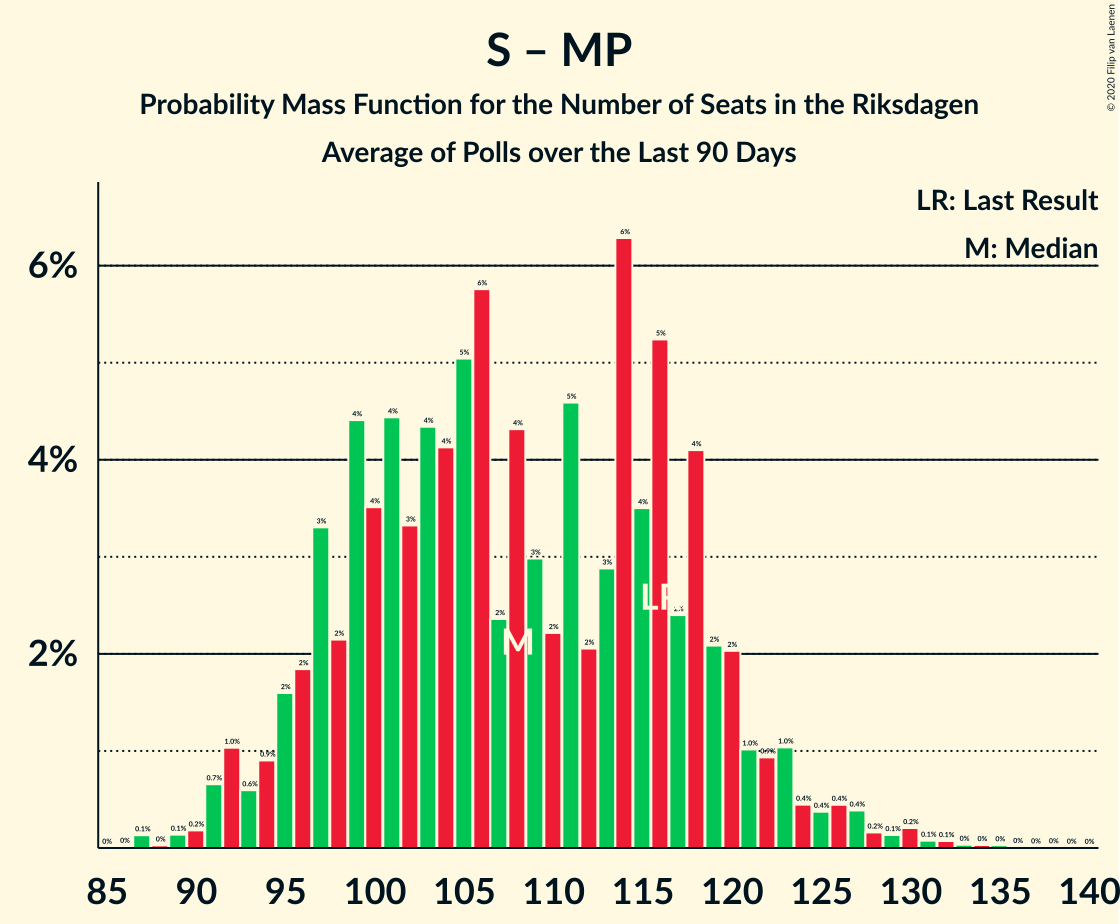 S – MP
Probability Mass Function for the Number of Seats in the Riksdagen
Average of Polls over the Last 90 Days
© 2020 Filip van Laenen
LR: Last Result
M: Median
6%
4%
2%
0% 0% 0.1% 0% 0.1% 0.2% 0.7% 1.0% 0.6% 0.9% 2% 2% 3% 2% 4% 4% 4% 3% 4% 4% 5% 6% 2% 4% 3% 2% 5% 2% 3% 6% 4% 5% 2% 4% 2% 2% 1.0% 0.9% 1.0% 0.4% 0.4% 0.4% 0.4% 0.2% 0.1% 0.2% 0.1% 0.1% 0% 0% 0% 0% 0% 0% 0% 0%
M
LR
85 90 95 100 105 110 115 120 125 130 135 140